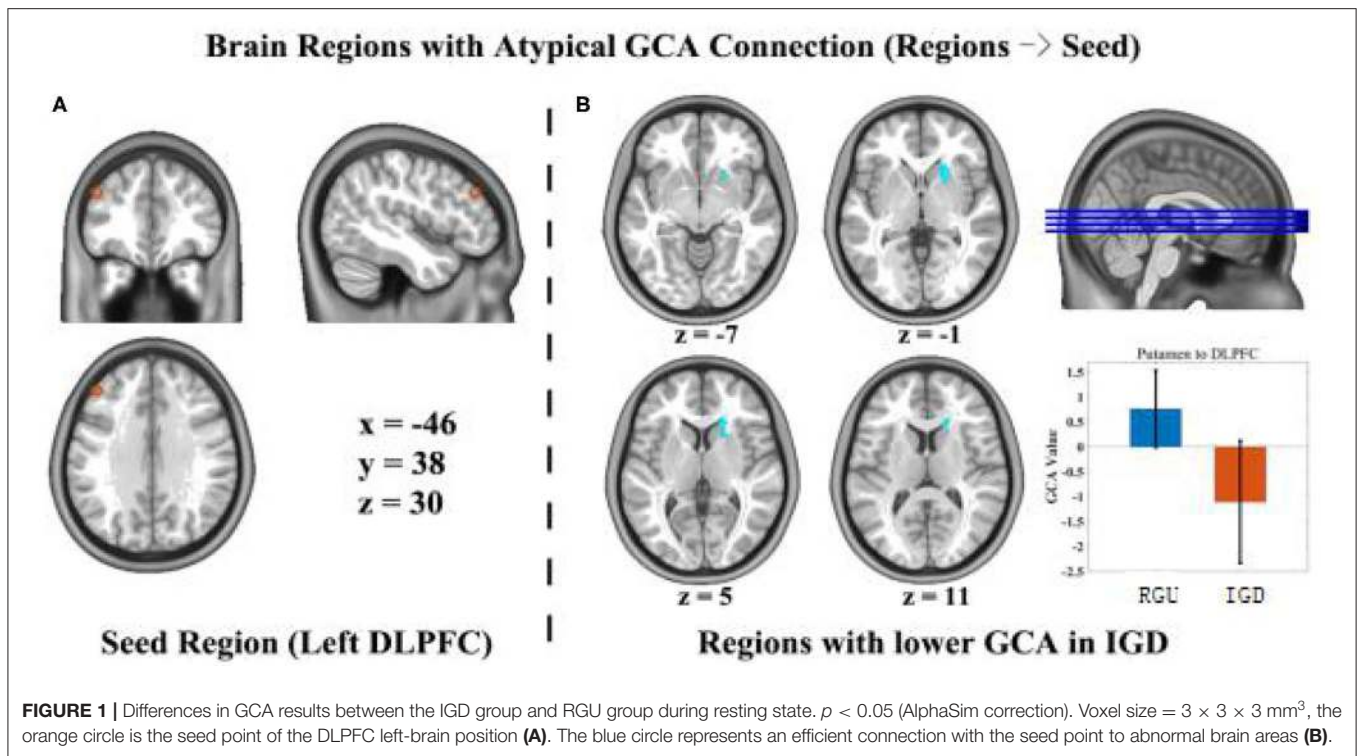 Brain Regions with Atypical GCA Connection (Regions -> Seed)
A
B
x = -46
y = 38
z = 30
Seed Region (Left DLPFC)
z = -7
z = -1
z = 5
z = 11
Putamen to DLPFC
GCA Value
1.5
1
0.5
0
-0.5
-1
-1.5
-2
-2.5
RGU IGD
Regions with lower GCA in IGD
FIGURE 1 | Differences in GCA results between the IGD group and RGU group during resting state. p < 0.05 (AlphaSim correction). Voxel size = 3 × 3 × 3 mm³, the
orange circle is the seed point of the DLPFC left-brain position (A). The blue circle represents an efficient connection with the seed point to abnormal brain areas (B).